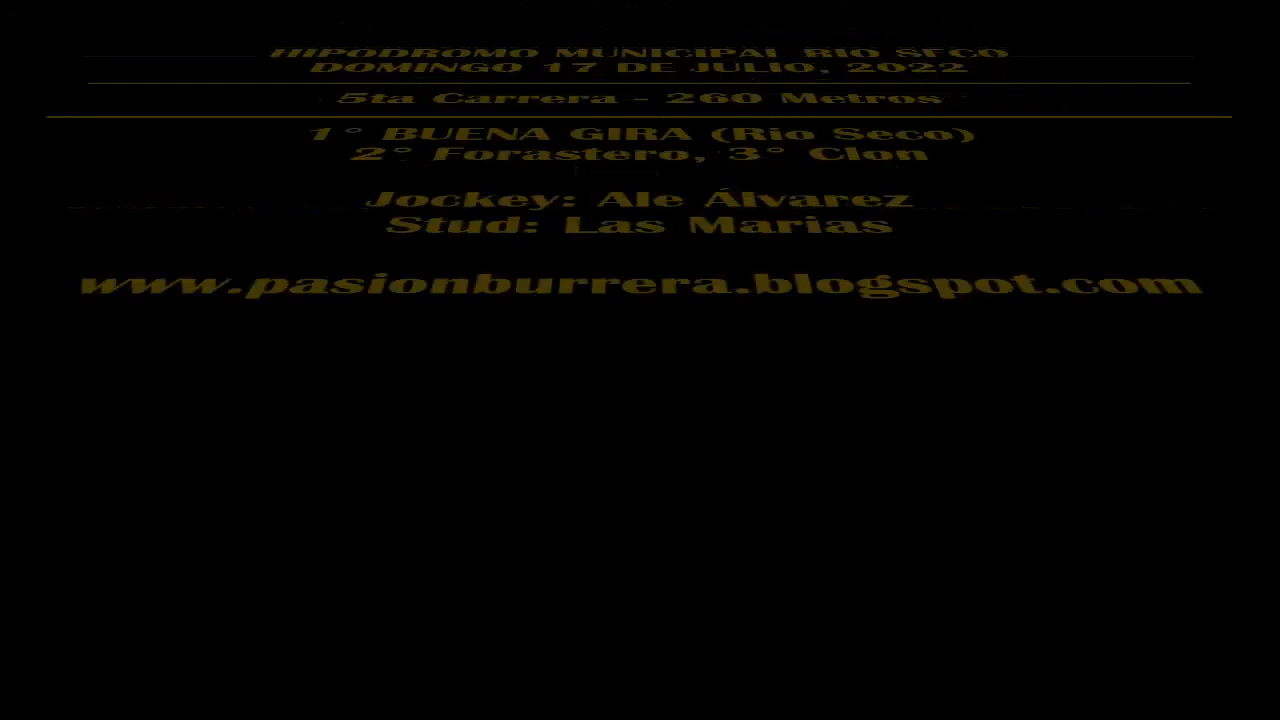 HIPODROMO MUNICIPAL RIO SECO
DOMINGO 17 DE JULIO, 2022
5ta Carrera - 260 Metros
1° BUENA GIRA (Rio Seco)
2° Forastero, 3° Clon
Jockey: Ale Álvarez
Stud: Las Marias
www.pasionburrera.blogspot.com